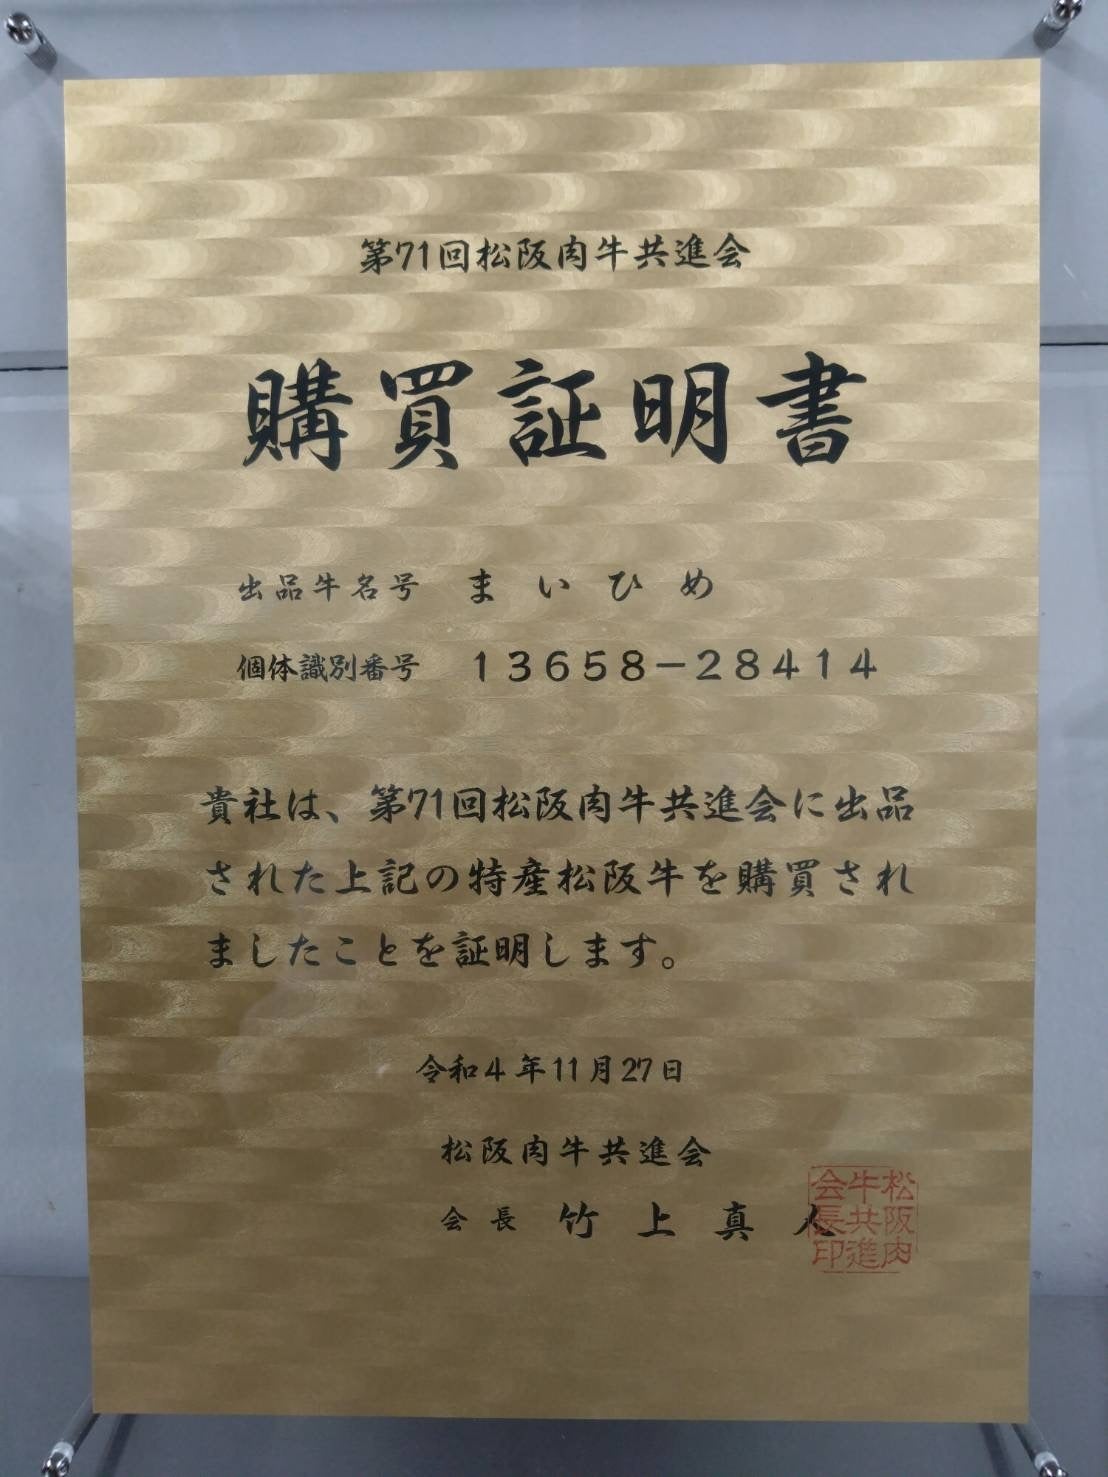 第71回松阪肉牛共進会
購買証明書
出品牛名号 まいひめ
個体識別番号 13658-28414
貴社は、第71回松阪肉牛共進会に出品
された上記の特産松阪牛を購買され
ましたことを証明します。
令和4年11月27日
松阪肉牛共進会
会長 竹上真人
松阪肉
牛共進
会長印